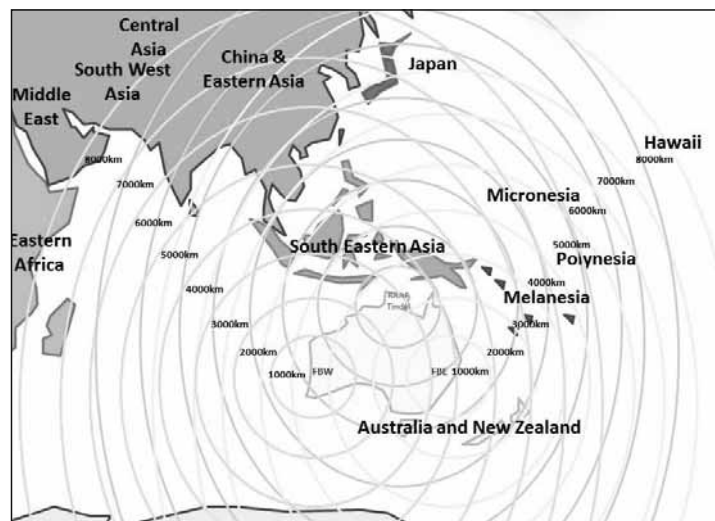 Central
Asia
South West
Asia
China &
Eastern Asia
Japan
Middle
East
Hawaii
8000km
8000km
7000km
7000km
Micronesia
6000km
6000km
Eastern
Africa
South Eastern Asia
5000km
5000km
Polynesia
4000km
4000km
Melanesia
Tindal
3000km
3000km
2000km
2000km
1000km
FBW
FBE
1000km
Australia and New Zealand